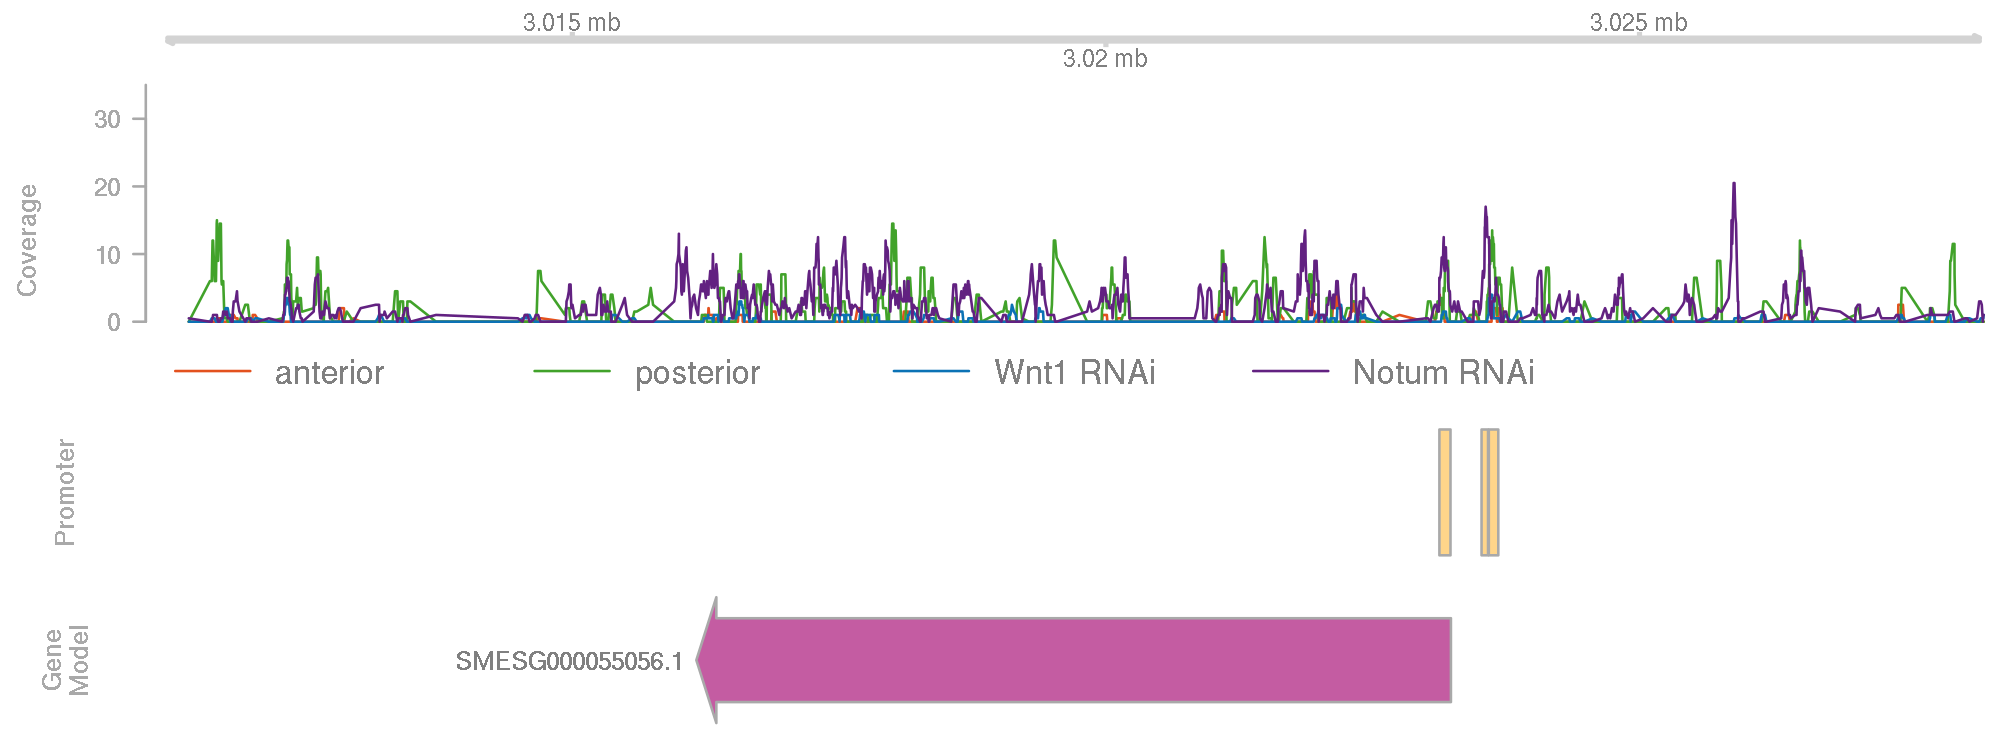 3.015 mb
3.025 mb
3.02 mb
Coverage
30
20
10
0
anterior
posterior
Wnt1 RNAi
Notum RNAi
Promoter
Gene
Model
SMESG000055056.1